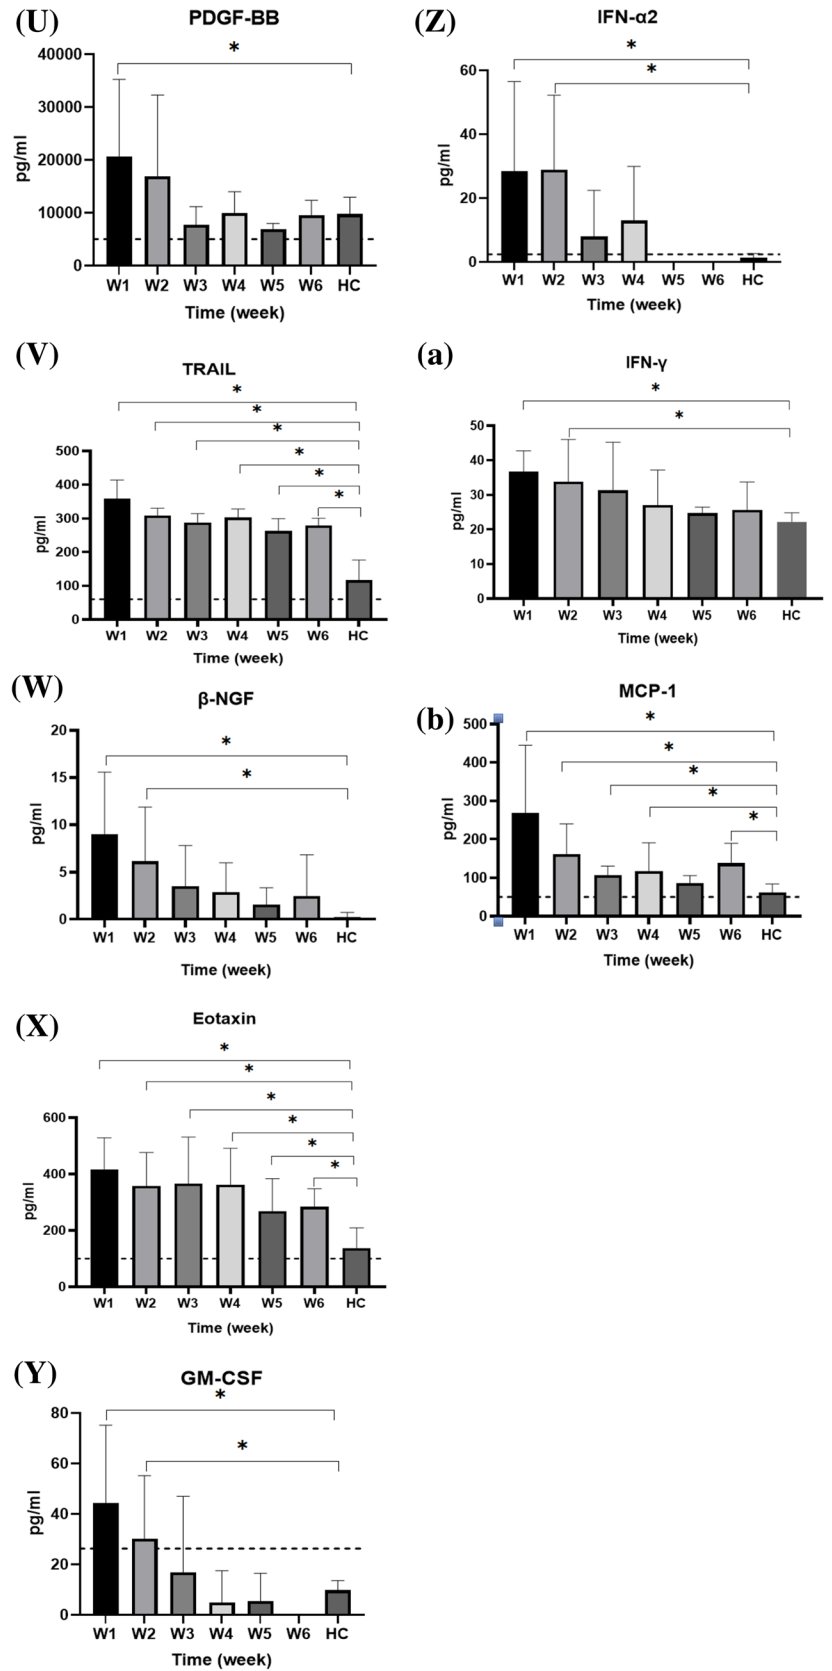 (U)
PDGF-BB
*
40000
30000
20000
10000
0
pg/ml
W1 W2 W3 W4 W5 W6 HC
Time (week)
(Z)
IFN-α2
*
*
60
40
20
0
pg/ml
W1 W2 W3 W4 W5 W6 HC
Time (week)
(V)
TRAIL
*
*
*
*
*
*
500
400
300
200
100
0
pg/ml
W1 W2 W3 W4 W5 W6 HC
Time (week)
(a)
IFN-γ
*
*
50
40
30
20
10
0
pg/ml
W1 W2 W3 W4 W5 W6 HC
Time (week)
(W)
β-NGF
*
*
20
15
10
5
0
pg/ml
W1 W2 W3 W4 W5 W6 HC
Time (week)
(b)
MCP-1
*
*
*
*
*
500
400
300
200
100
0
pg/ml
W1 W2 W3 W4 W5 W6 HC
Time (week)
(X)
Eotaxin
*
*
*
*
*
*
600
400
200
0
pg/ml
W1 W2 W3 W4 W5 W6 HC
Time (week)
(Y)
GM-CSF
*
*
80
60
40
20
0
pg/ml
W1 W2 W3 W4 W5 W6 HC
Time (week)